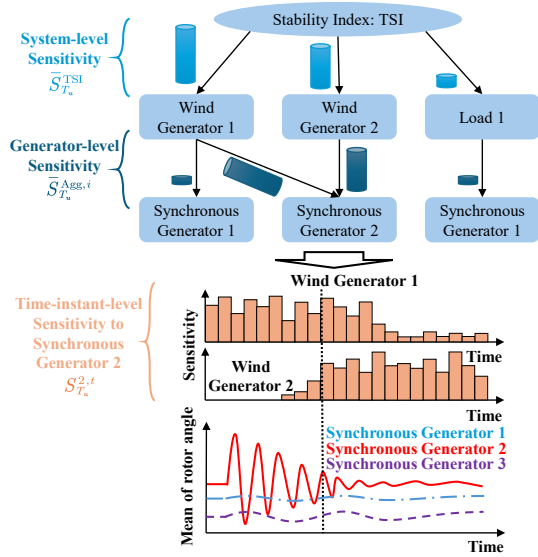 Stability Index: TSI
System-level
Sensitivity
S̅_{T_u}^{TSI}
Wind
Generator 1
Wind
Generator 2
Load 1
Generator-level
Sensitivity
S̅_{T_u}^{Agg,i}
Synchronous
Generator 1
Synchronous
Generator 2
Synchronous
Generator 1
Time-instant-level
Sensitivity to
Synchronous
Generator 2
S_{T_u}^{2,t}
Wind Generator 1
Sensitivity
Time
Wind
Generator 2
Time
Mean of rotor angle
Synchronous Generator 1
Synchronous Generator 2
Synchronous Generator 3
Time